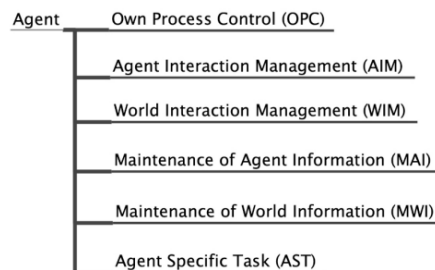 Agent
Own Process Control (OPC)
Agent Interaction Management (AIM)
World Interaction Management (WIM)
Maintenance of Agent Information (MAI)
Maintenance of World Information (MWI)
Agent Specific Task (AST)